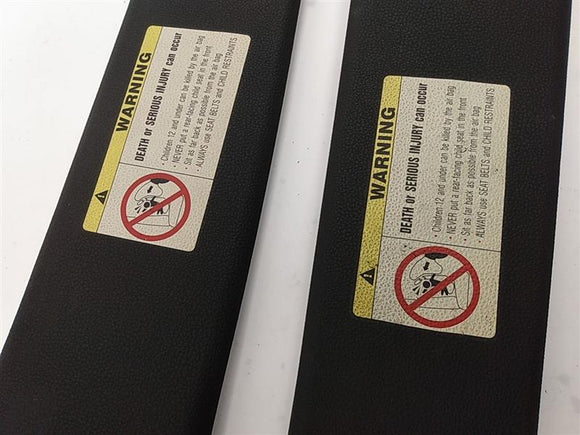 WARNING
DEATH or SERIOUS INJURY can occur
• Children 12 and under can be killed by the air bag
• NEVER put a rear-facing child seat in the front
• Sit as far back as possible from the air bag
• ALWAYS use SEAT BELTS and CHILD RESTRAINTS
WARNING
DEATH or SERIOUS INJURY can occur
• Children 12 and under can be killed by the air bag
• NEVER put a rear-facing child seat in the front
• Sit as far back as possible from the air bag
• ALWAYS use SEAT BELTS and CHILD RESTRAINTS